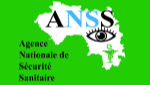 ANSS
Agence
Nationale de
Sécurité
Sanitaire